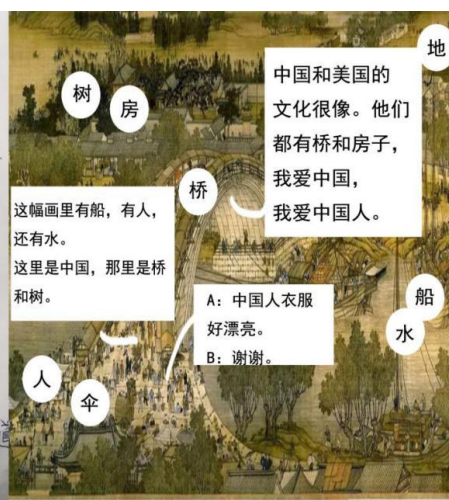 地
树
房
中国和美国的
文化很像。他们
都有桥和房子，
我爱中国，
我爱中国人。
桥
这幅画里有船，有人，
还有水。
这里是中国，那里是桥
和树。
A：中国人衣服
好漂亮。
B：谢谢。
船
水
人
伞